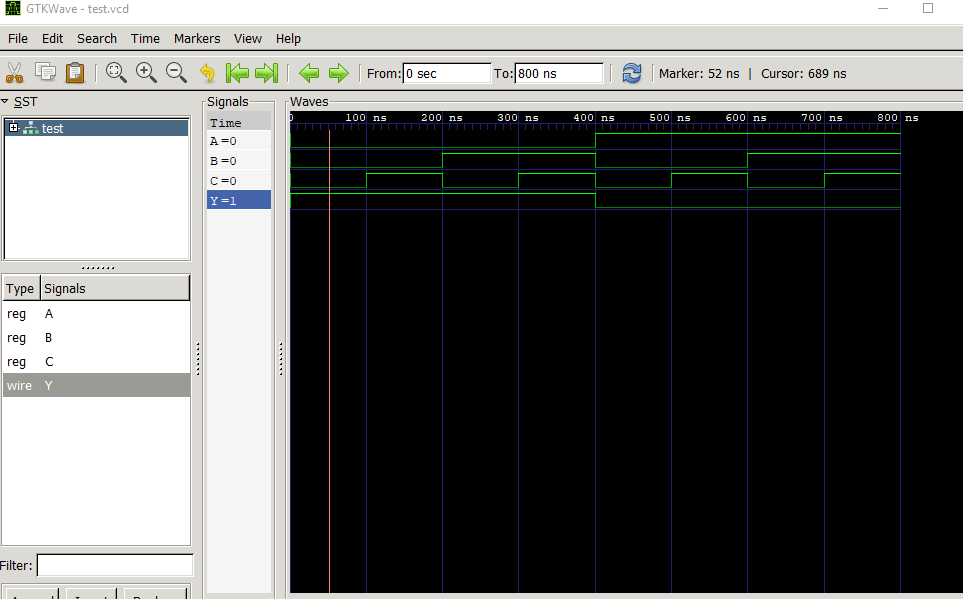 GTKWave - test.vcd
File Edit Search Time Markers View Help
From: 0 sec To: 800 ns Marker: 52 ns | Cursor: 689 ns
SST
test
Type Signals
reg A
reg B
reg C
wire Y
Filter:
Signals
Time
A=0
B=0
C=0
Y=1
Waves
0 100 ns 200 ns 300 ns 400 ns 500 ns 600 ns 700 ns 800 ns